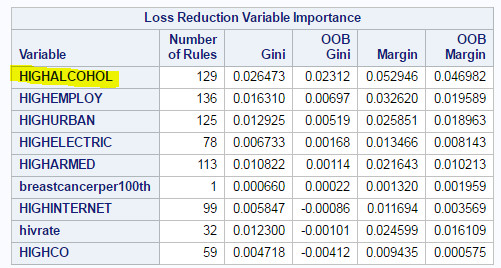 Loss Reduction Variable Importance
Variable Number of Rules Gini OOB Gini Margin OOB Margin
HIGHALCOHOL 129 0.026473 0.02312 0.052946 0.046982
HIGHEMPLOY 136 0.016310 0.00697 0.032620 0.019589
HIGHURBAN 125 0.012925 0.00519 0.025851 0.018963
HIGHELECTRIC 78 0.006733 0.00168 0.013466 0.008143
HIGHARMED 113 0.010822 0.00114 0.021643 0.010213
breastcancerper100th 1 0.000660 0.00022 0.001320 0.001959
HIGHINTERNET 99 0.005847 -0.00086 0.011694 0.003569
hivrate 32 0.012300 -0.00101 0.024599 0.016109
HIGHCO 59 0.004718 -0.00412 0.009435 0.000575